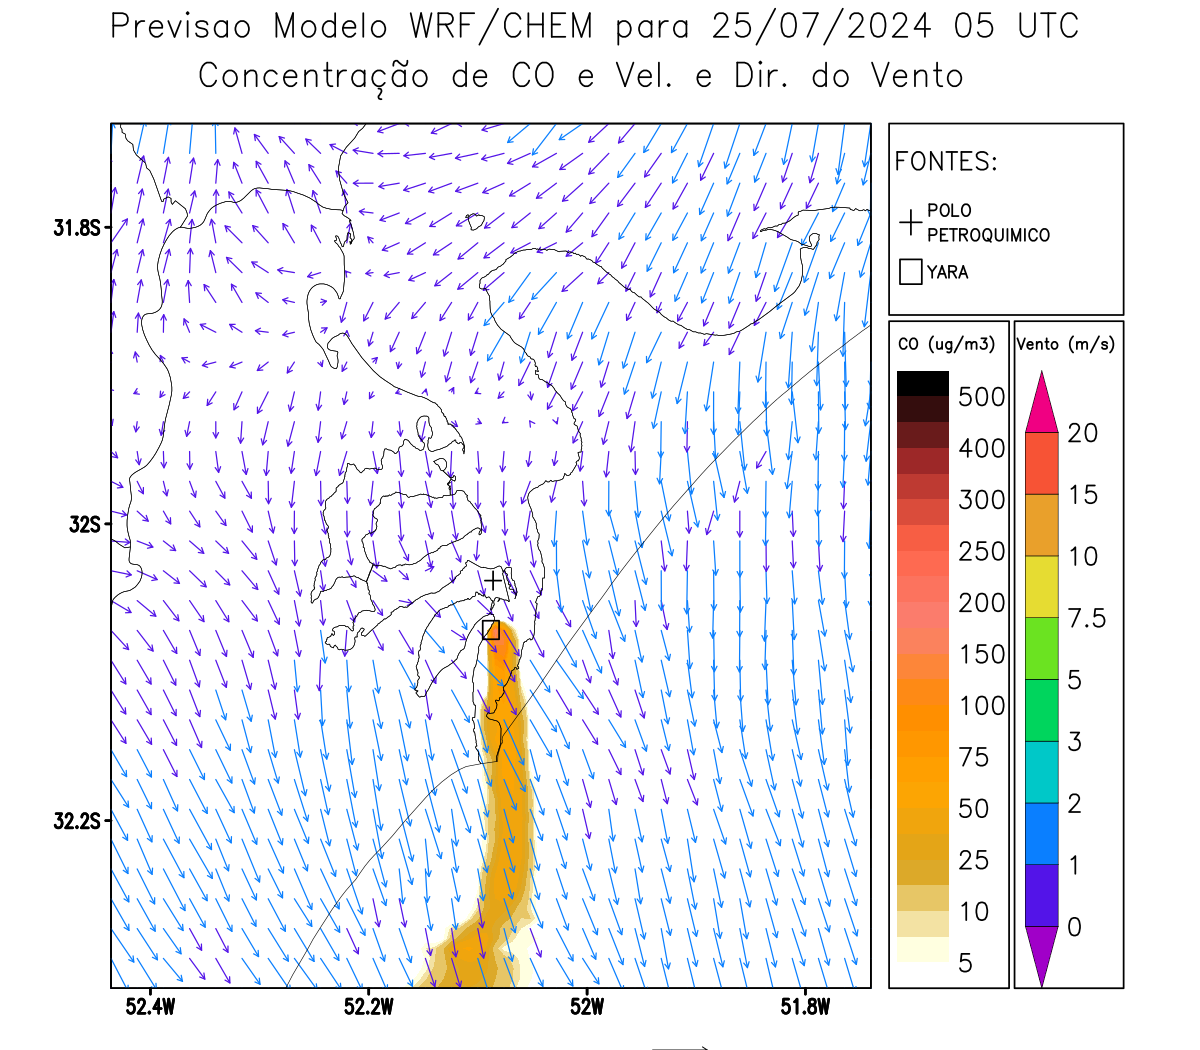 Previsao Modelo WRF/CHEM para 25/07/2024 05 UTC
Concentração de CO e Vel. e Dir. do Vento
FONTES:
POLO
PETROQUIMICO
YARA
31.8S
32S
32.2S
52.4W
52.2W
52W
51.8W
CO (ug/m3)
500
400
300
250
200
150
100
75
50
25
10
5
Vento (m/s)
20
15
10
7.5
5
3
2
1
0